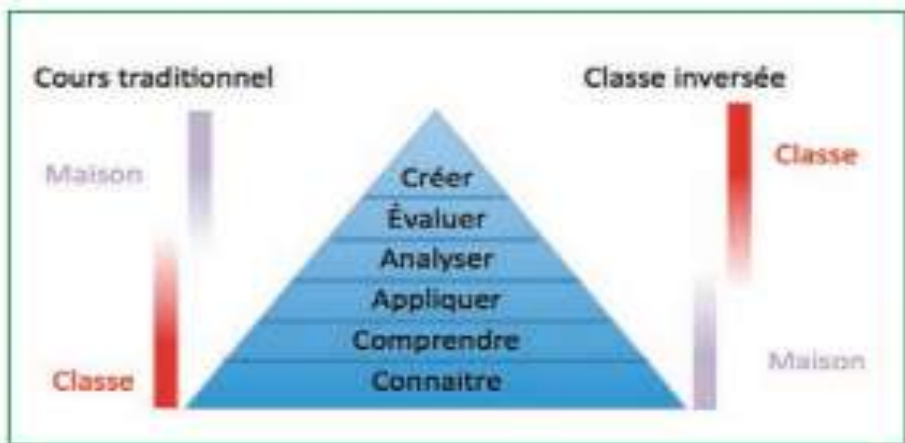 Cours traditionnel
Classe inversée
Maison
Classe
Créer
Évaluer
Analyser
Appliquer
Comprendre
Connaitre
Classe
Maison